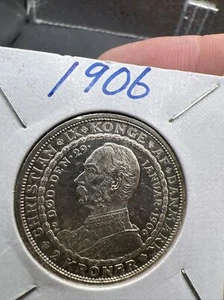 1906
CHRISTIAN IX KONGE AF DANMARK
DØD DEN 29. JANUAR 1906
2 KRONER